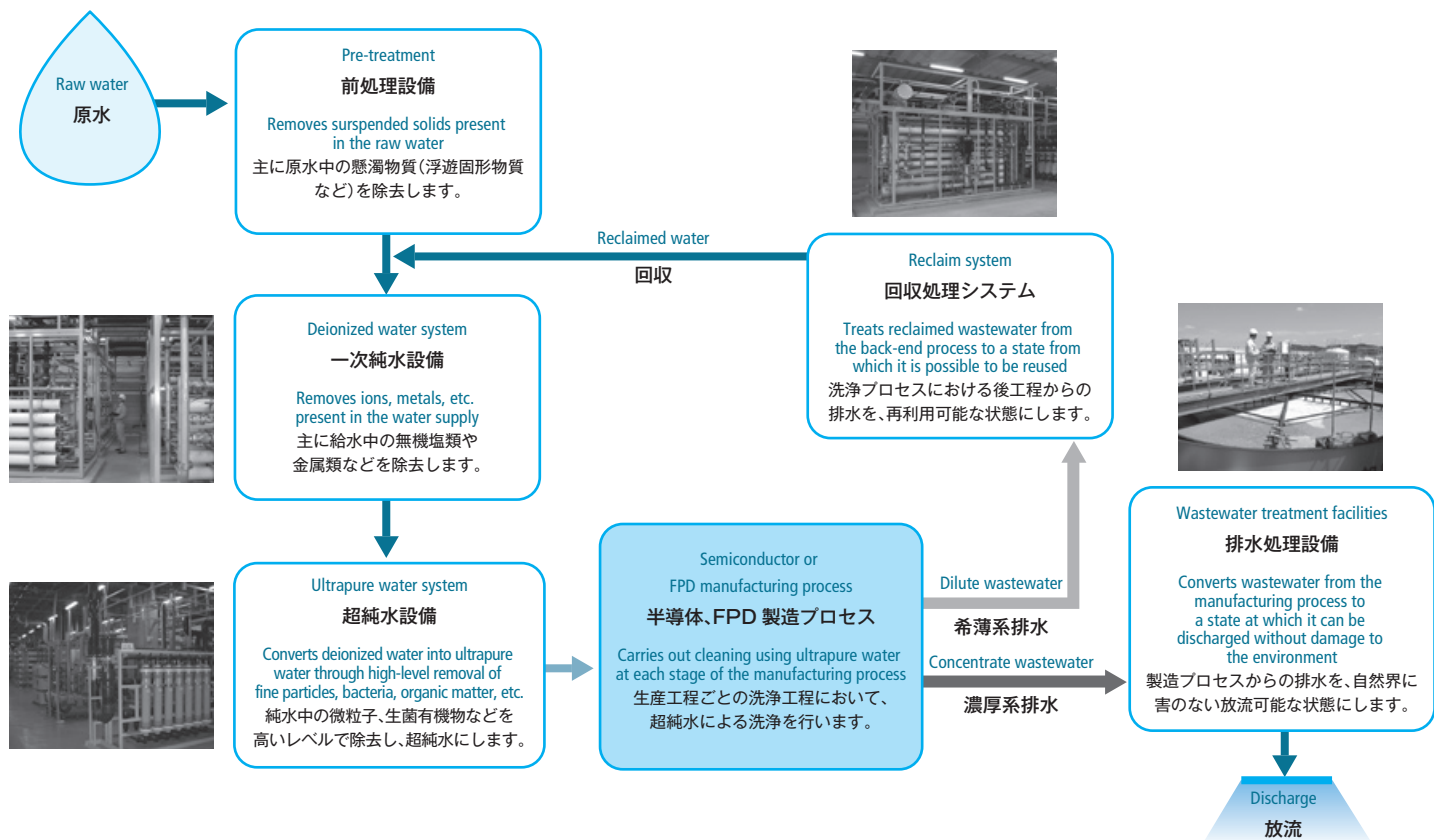 Raw water
原水
Pre-treatment
前処理設備
Removes surspended solids present
in the raw water
主に原水中の懸濁物質(浮遊固形物質
など)を除去します。
Reclaimed water
回収
Reclaim system
回収処理システム
Treats reclaimed wastewater from
the back-end process to a state from
which it is possible to be reused
洗浄プロセスにおける後工程からの
排水を、再利用可能な状態にします。
Deionized water system
一次純水設備
Removes ions, metals, etc.
present in the water supply
主に給水中の無機塩類や
金属類などを除去します。
Ultrapure water system
超純水設備
Converts deionized water into ultrapure
water through high-level removal of
fine particles, bacteria, organic matter, etc.
純水中の微粒子、生菌有機物などを
高いレベルで除去し、超純水にします。
Semiconductor or
FPD manufacturing process
半導体、FPD 製造プロセス
Carries out cleaning using ultrapure water
at each stage of the manufacturing process
生産工程ごとの洗浄工程において、
超純水による洗浄を行います。
Dilute wastewater
希薄系排水
Concentrate wastewater
濃厚系排水
Wastewater treatment facilities
排水処理設備
Converts wastewater from the
manufacturing process to
a state at which it can be
discharged without damage to
the environment
製造プロセスからの排水を、自然界に
害のない放流可能な状態にします。
Discharge
放流